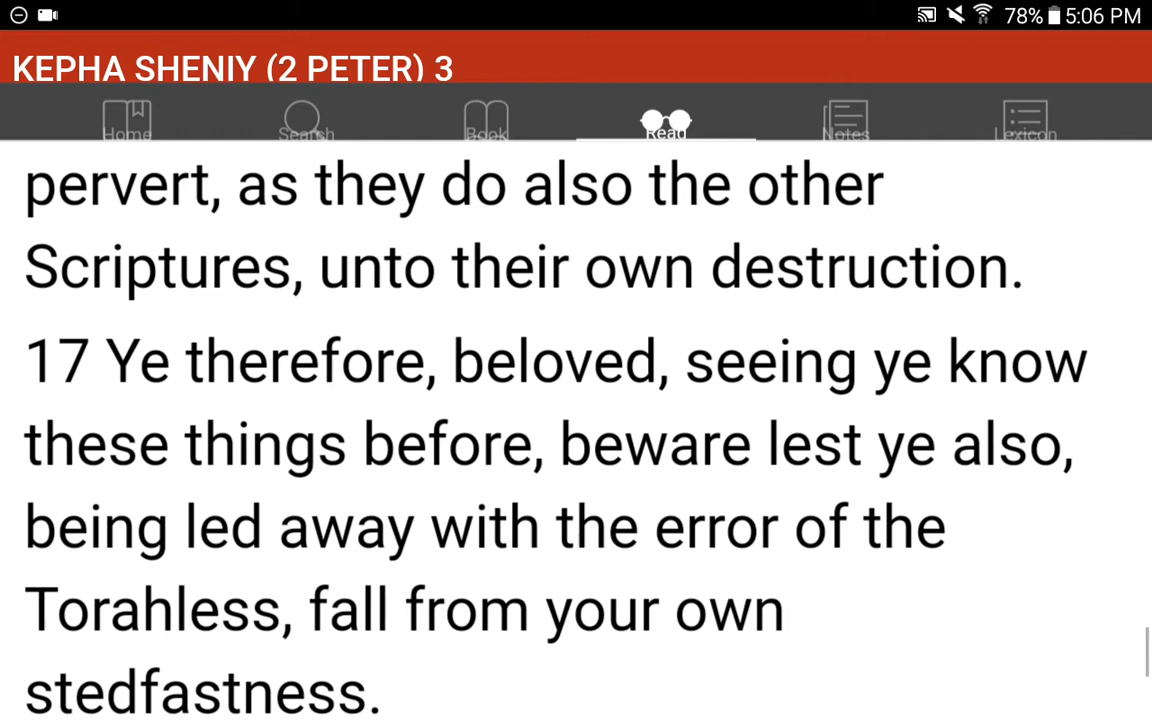 78% 5:06 PM
KEPHA SHENIY (2 PETER) 3
Home Search Book Read Notes Lexicon
pervert, as they do also the other
Scriptures, unto their own destruction.
17 Ye therefore, beloved, seeing ye know
these things before, beware lest ye also,
being led away with the error of the
Torahless, fall from your own
stedfastness.